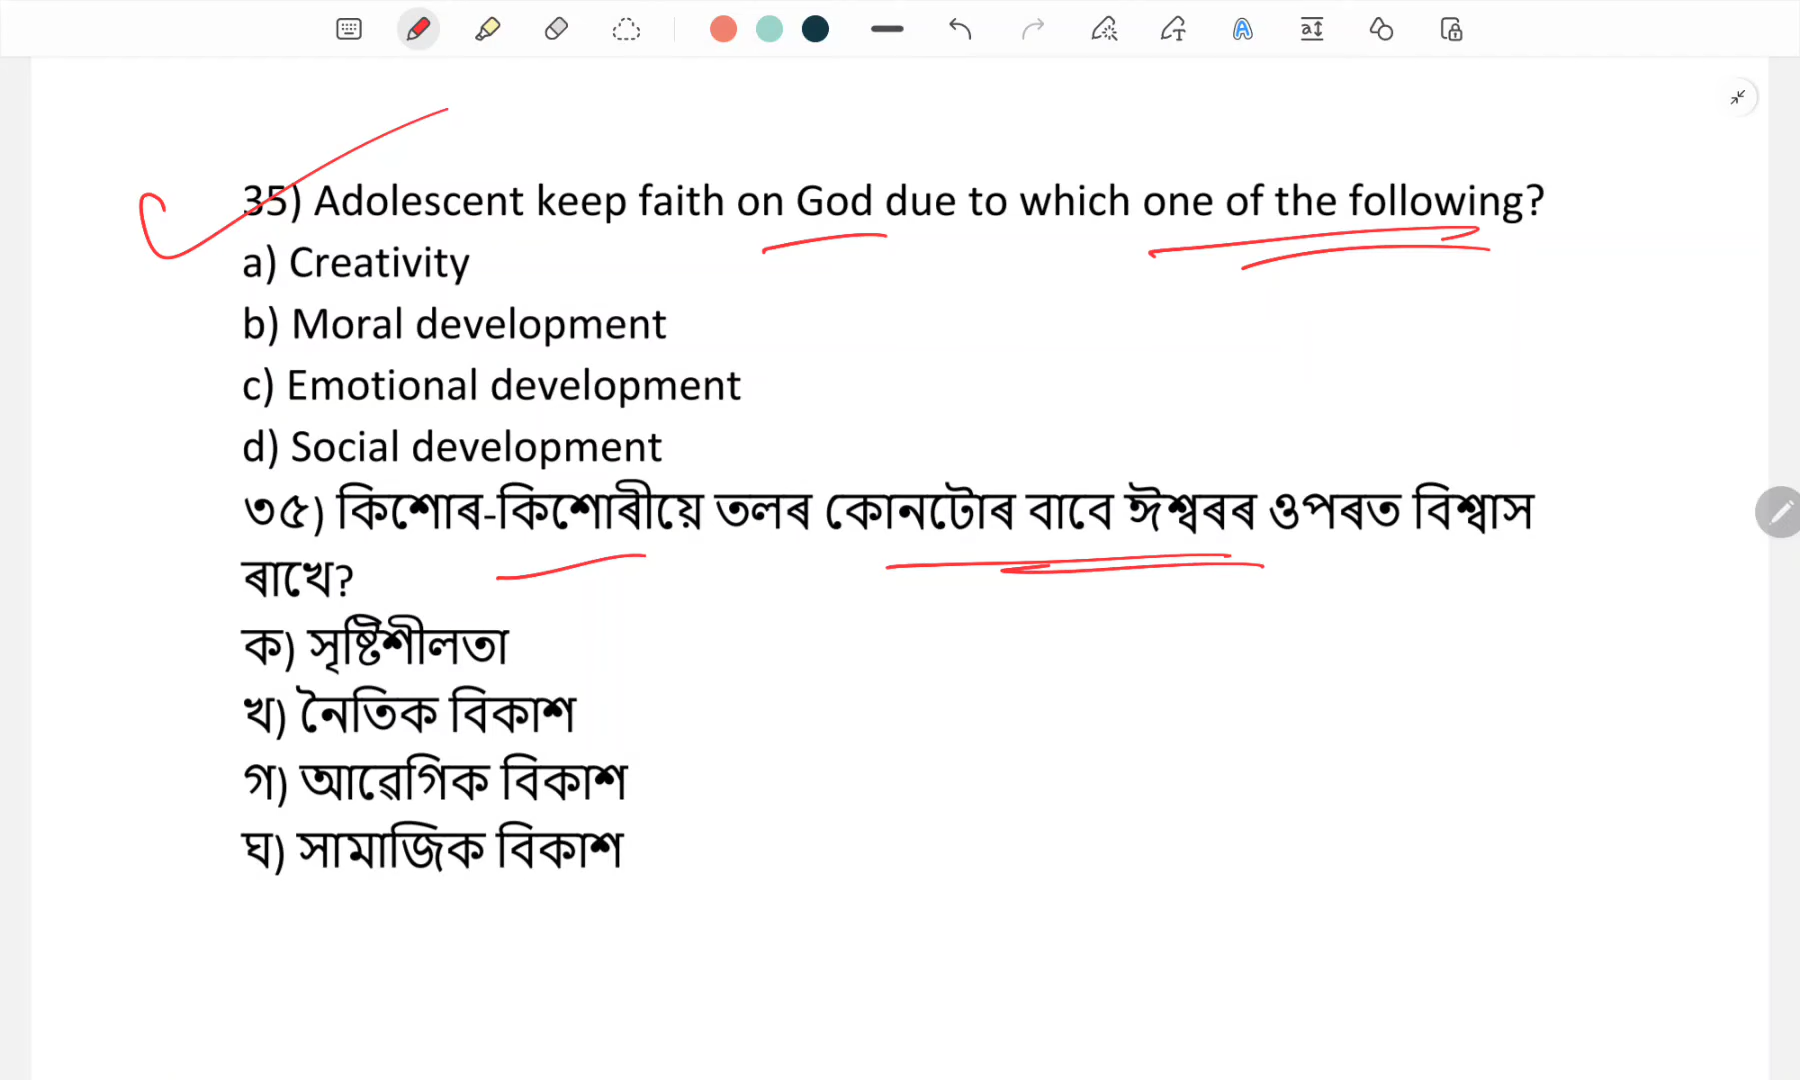 35) Adolescent keep faith on God due to which one of the following?
a) Creativity
b) Moral development
c) Emotional development
d) Social development
৩৫) কিশোৰ-কিশোৰীয়ে তলৰ কোনটোৰ বাবে ঈশ্বৰৰ ওপৰত বিশ্বাস
ৰাখে?
ক) সৃষ্টিশীলতা
খ) নৈতিক বিকাশ
গ) আৱেগিক বিকাশ
ঘ) সামাজিক বিকাশ